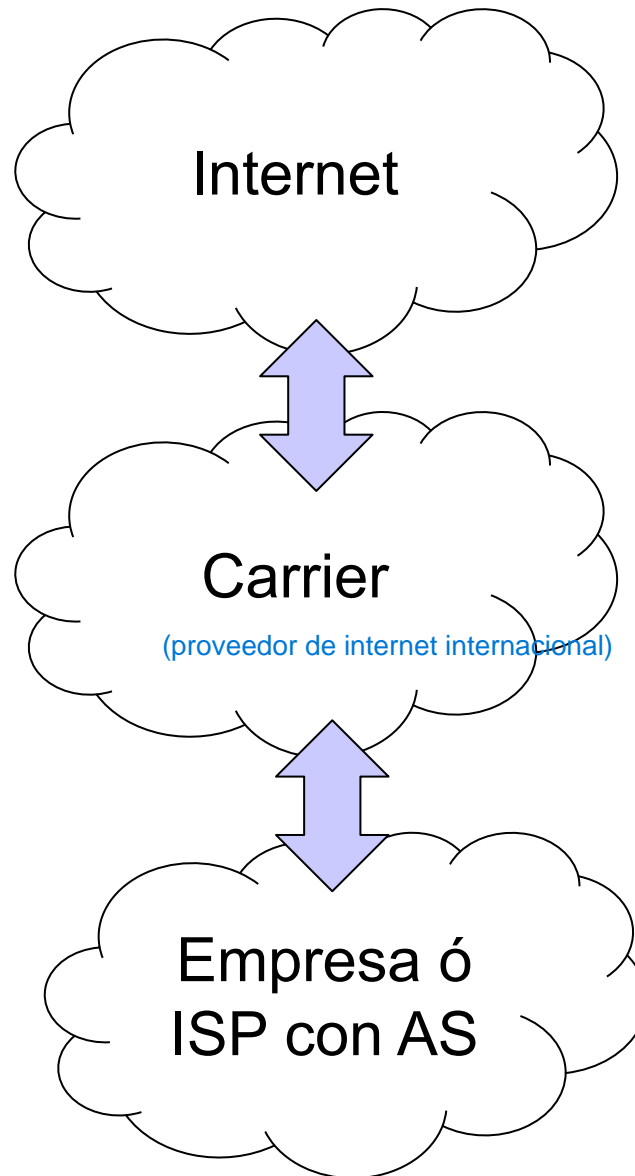 Internet
Carrier
(proveedor de internet internacional)
Empresa ó
ISP con AS